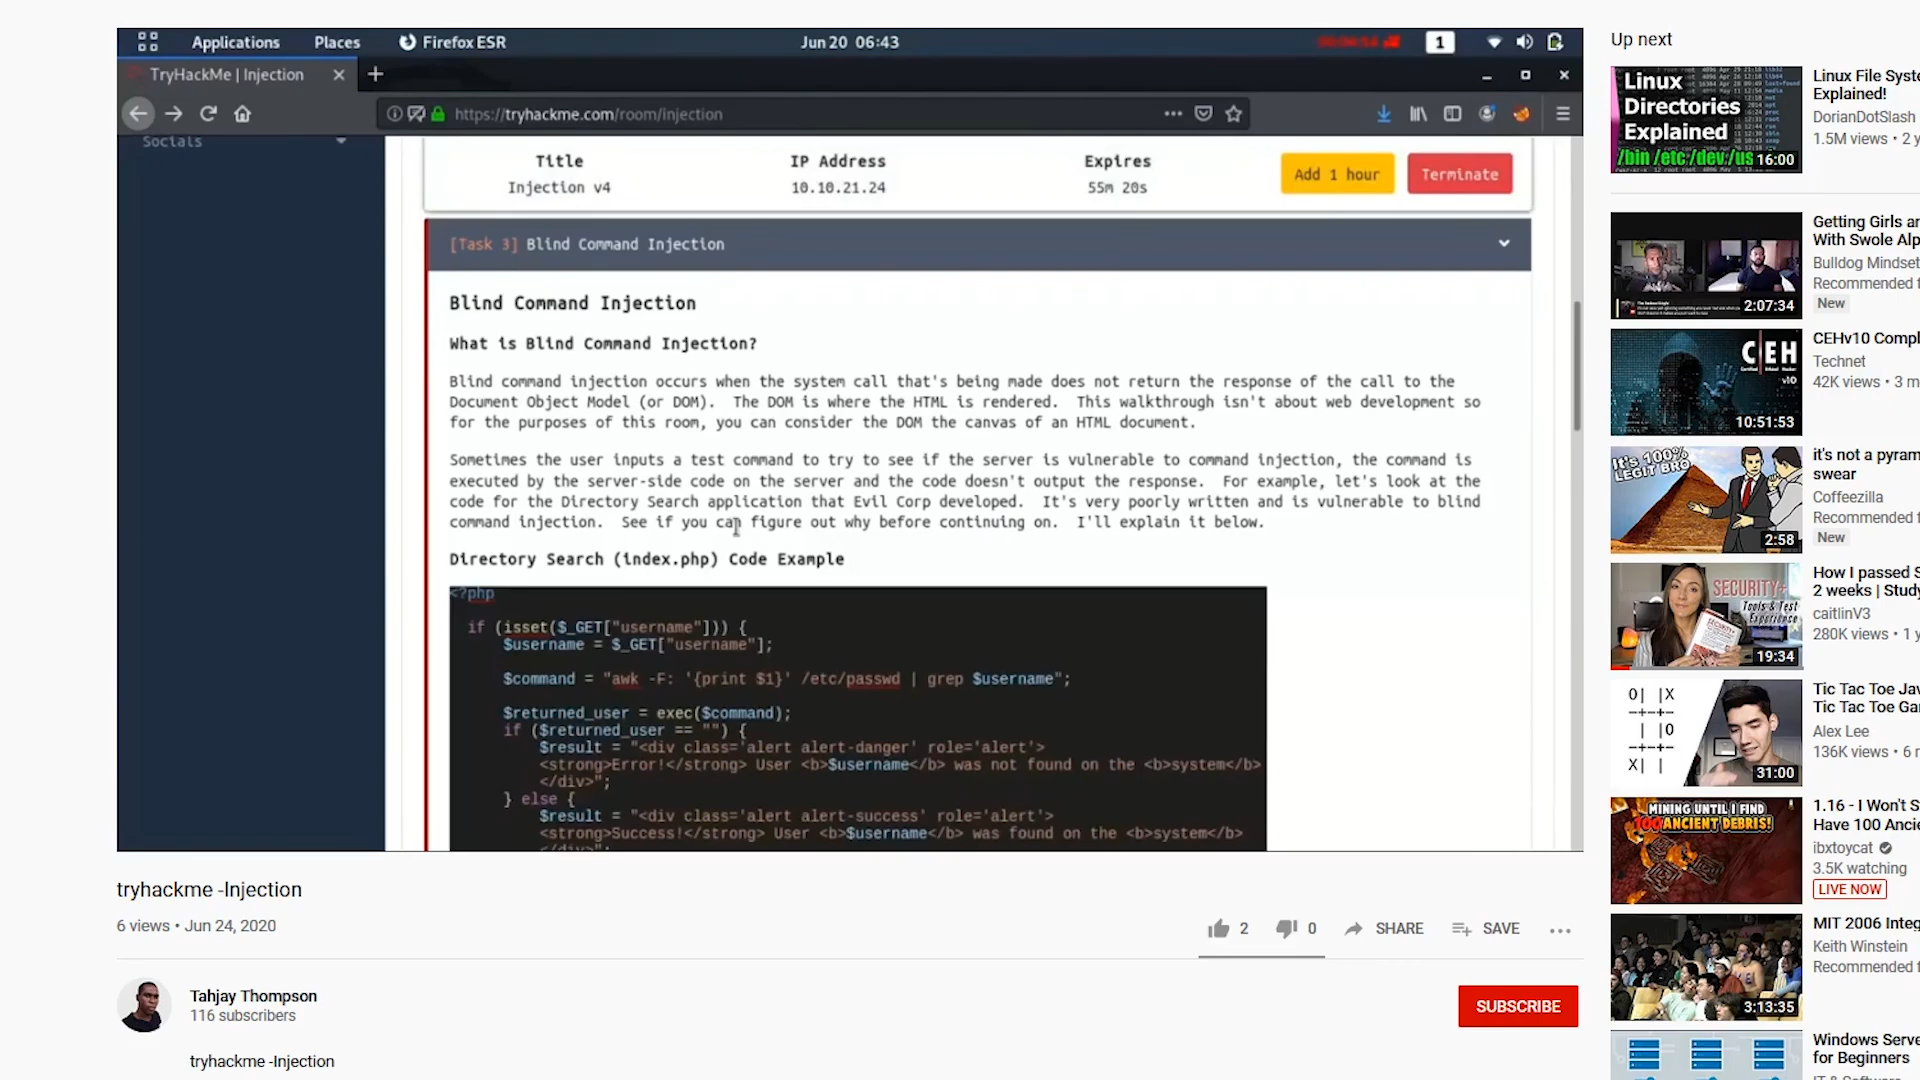 Applications Places Firefox ESR Jun 20 06:43 1
TryHackMe | Injection
https://tryhackme.com/room/injection
Socials
Title IP Address Expires
Injection v4 10.10.21.24 55m 20s
Add 1 hour Terminate
[Task 3] Blind Command Injection
Blind Command Injection
What is Blind Command Injection?
Blind command injection occurs when the system call that's being made does not return the response of the call to the
Document Object Model (or DOM). The DOM is where the HTML is rendered. This walkthrough isn't about web development so
for the purposes of this room, you can consider the DOM the canvas of an HTML document.
Sometimes the user inputs a test command to try to see if the server is vulnerable to command injection, the command is
executed by the server-side code on the server and the code doesn't output the response. For example, let's look at the
code for the Directory Search application that Evil Corp developed. It's very poorly written and is vulnerable to blind
command injection. See if you can figure out why before continuing on. I'll explain it below.
Directory Search (index.php) Code Example
<?php
if (isset($_GET["username"])) {
$username = $_GET["username"];
$command = "awk -F: '{print $1}' /etc/passwd | grep $username";
$returned_user = exec($command);
if ($returned_user == "") {
$result = "<div class='alert alert-danger' role='alert'>
<strong>Error!</strong> User <b>$username</b> was not found on the <b>system</b>
</div>";
} else {
$result = "<div class='alert alert-success' role='alert'>
<strong>Success!</strong> User <b>$username</b> was found on the <b>system</b>
</div>";
tryhackme -Injection
6 views • Jun 24, 2020
2 0 SHARE SAVE
Tahjay Thompson
116 subscribers
SUBSCRIBE
tryhackme -Injection
Up next
Linux
Directories
Explained
/bin /etc /dev /us
16:00
Linux File Syste
Explained!
DorianDotSlash
1.5M views • 2 y
2:07:34
Getting Girls an
With Swole Alp
Bulldog Mindset
Recommended f
New
CEH
v10
10:51:53
CEHv10 Compl
Technet
42K views • 3 m
IT'S 100%
LEGIT BRO
2:58
it's not a pyram
swear
Coffeezilla
Recommended f
New
SECURITY+
Tools & Test
Experience
19:34
How I passed S
2 weeks | Study
caitlinV3
280K views • 1 y
O| |X
-+-+-
| |O
-+-+-
X| |
31:00
Tic Tac Toe Jav
Tic Tac Toe Ga
Alex Lee
136K views • 6 m
MINING UNTIL I FIND
100 ANCIENT DEBRIS!
1.16 - I Won't S
Have 100 Ancie
ibxtoycat
3.5K watching
LIVE NOW
3:13:35
MIT 2006 Integ
Keith Winstein
Recommended f
Windows Serve
for Beginners